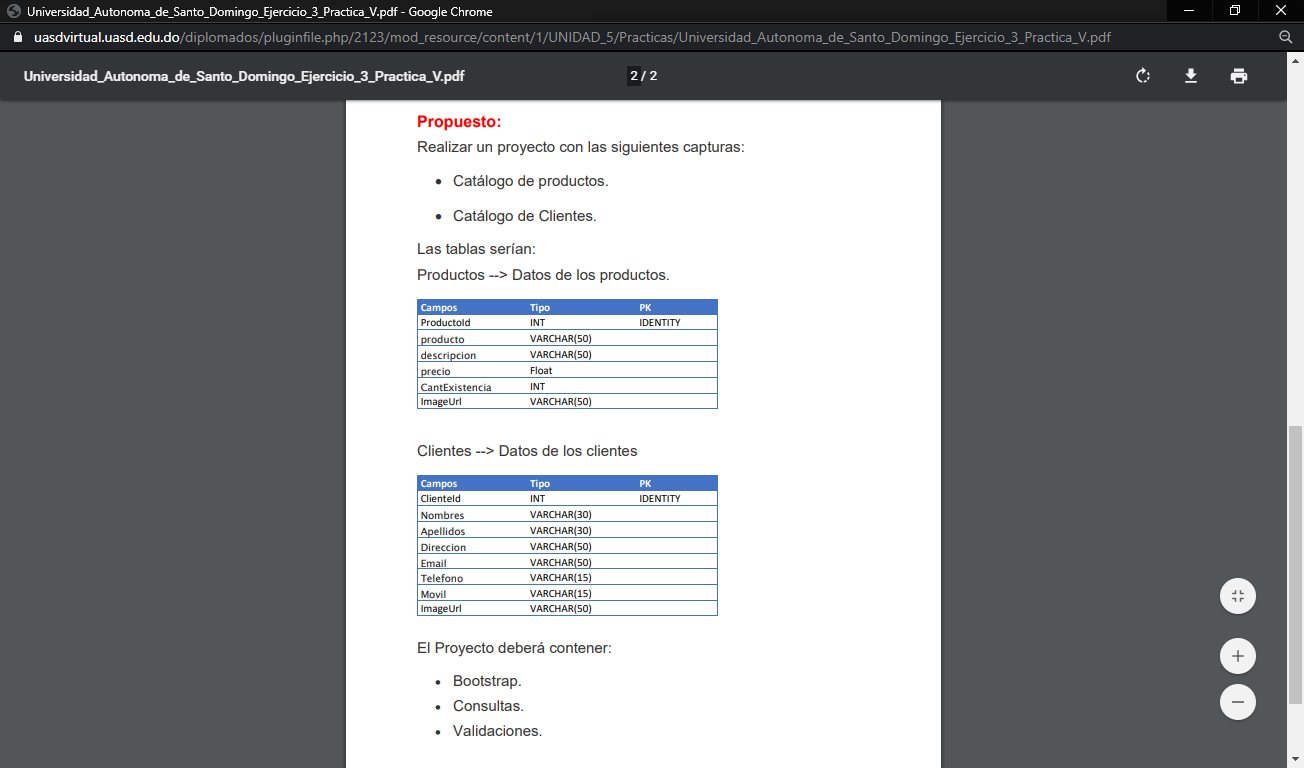 Universidad_Autonoma_de_Santo_Domingo_Ejercicio_3_Practica_V.pdf - Google Chrome
uasdvirtual.uasd.edu.do/diplomados/pluginfile.php/2123/mod_resource/content/1/UNIDAD_5/Practicas/Universidad_Autonoma_de_Santo_Domingo_Ejercicio_3_Practica_V.pdf
Universidad_Autonoma_de_Santo_Domingo_Ejercicio_3_Practica_V.pdf 2 / 2
Propuesto:
Realizar un proyecto con las siguientes capturas:
• Catálogo de productos.
• Catálogo de Clientes.
Las tablas serían:
Productos --> Datos de los productos.
Campos Tipo PK
ProductoId INT IDENTITY
producto VARCHAR(50)
descripcion VARCHAR(50)
precio Float
CantExistencia INT
ImageUrl VARCHAR(50)
Clientes --> Datos de los clientes
Campos Tipo PK
ClienteId INT IDENTITY
Nombres VARCHAR(30)
Apellidos VARCHAR(30)
Direccion VARCHAR(50)
Email VARCHAR(50)
Telefono VARCHAR(15)
Movil VARCHAR(15)
ImageUrl VARCHAR(50)
El Proyecto deberá contener:
• Bootstrap.
• Consultas.
• Validaciones.